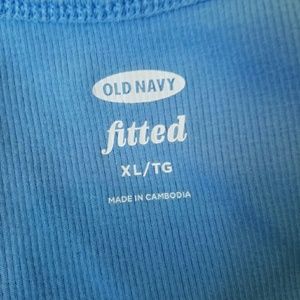 OLD NAVY
fitted
XL/TG
MADE IN CAMBODIA